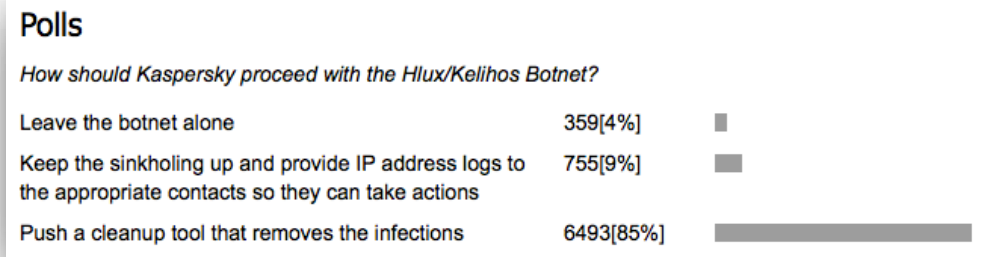 Polls
How should Kaspersky proceed with the Hlux/Kelihos Botnet?
Leave the botnet alone 359[4%]
Keep the sinkholing up and provide IP address logs to 755[9%]
the appropriate contacts so they can take actions
Push a cleanup tool that removes the infections 6493[85%]